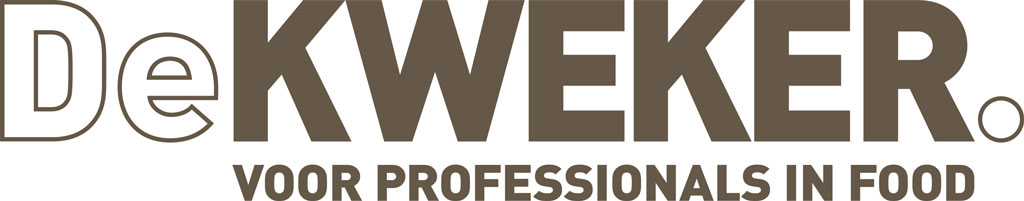 DeKWEKER.
VOOR PROFESSIONALS IN FOOD